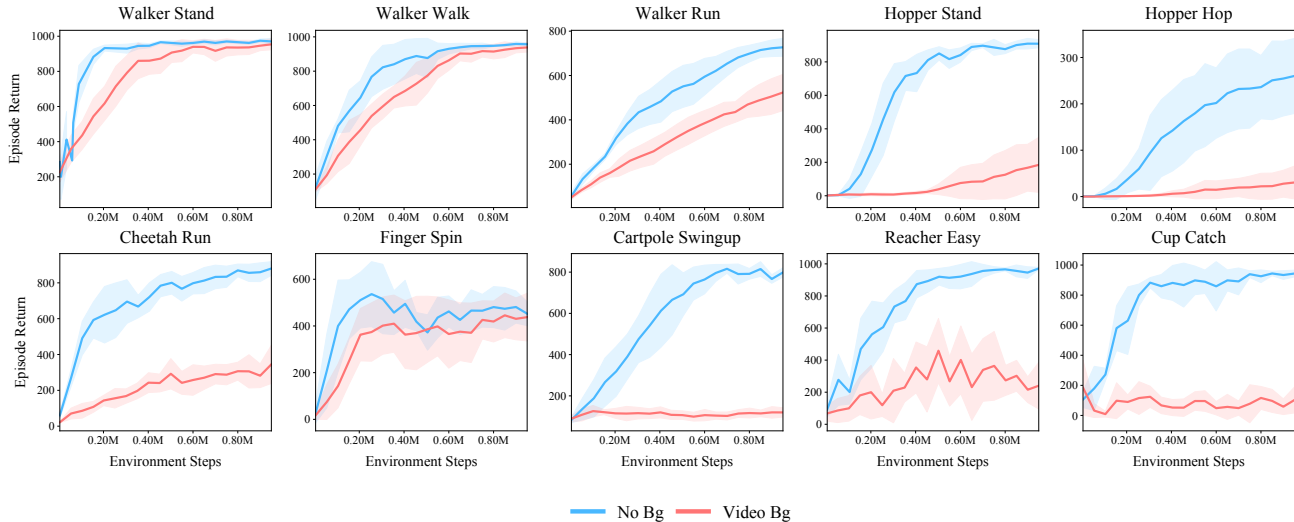 Walker Stand
Walker Walk
Walker Run
Hopper Stand
Hopper Hop
Episode Return
1000
800
600
400
200
0.20M 0.40M 0.60M 0.80M
1000
800
600
400
200
0
0.20M 0.40M 0.60M 0.80M
800
600
400
200
0.20M 0.40M 0.60M 0.80M
800
600
400
200
0
0.20M 0.40M 0.60M 0.80M
300
200
100
0
0.20M 0.40M 0.60M 0.80M
Cheetah Run
Finger Spin
Cartpole Swingup
Reacher Easy
Cup Catch
Episode Return
800
600
400
200
0
0.20M 0.40M 0.60M 0.80M
600
400
200
0
0.20M 0.40M 0.60M 0.80M
800
600
400
200
0.20M 0.40M 0.60M 0.80M
1000
800
600
400
200
0
0.20M 0.40M 0.60M 0.80M
1000
800
600
400
200
0
0.20M 0.40M 0.60M 0.80M
Environment Steps
Environment Steps
Environment Steps
Environment Steps
Environment Steps
No Bg
Video Bg